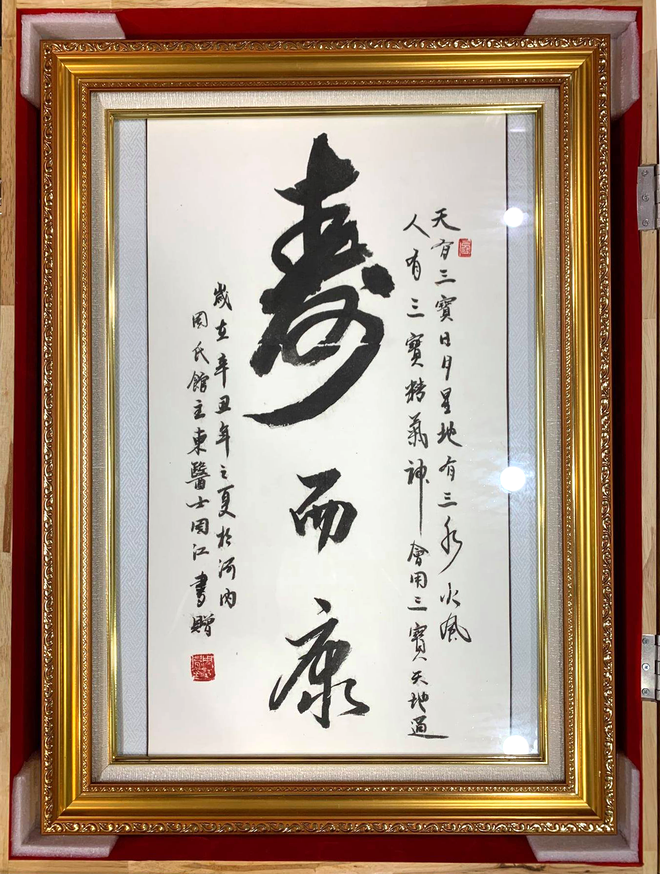 天有三寶日月星地有三水火風
人有三寶精氣神會用三寶天地通
壽而康
歲在辛丑年之夏於河内
周氏館主東醫士周江書贈